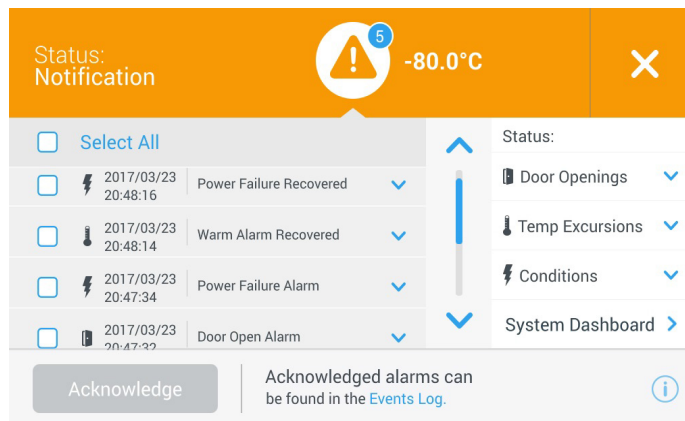 Status:
Notification
5
-80.0°C
Select All
2017/03/23
20:48:16
Power Failure Recovered
2017/03/23
20:48:14
Warm Alarm Recovered
2017/03/23
20:47:34
Power Failure Alarm
2017/03/23
20:47:32
Door Open Alarm
Status:
Door Openings
Temp Excursions
Conditions
System Dashboard
Acknowledge
Acknowledged alarms can
be found in the Events Log.